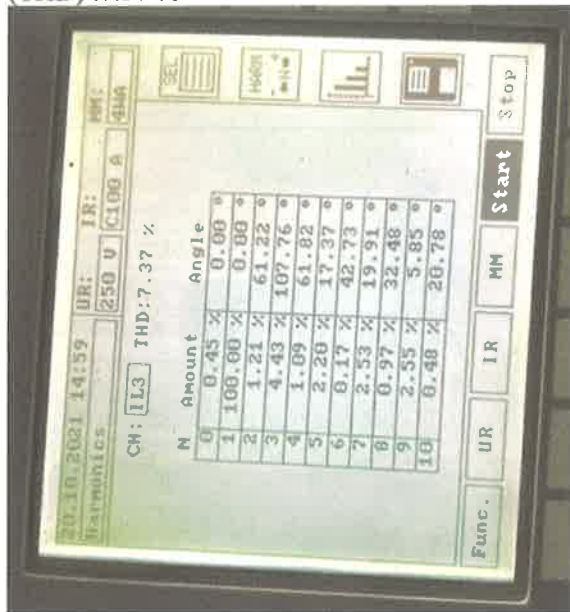 20.10.2021 14:59 UR: IR: MM:
Harmonics 250 V C100 A 4WA
CH: IL3 THD:7.37 %
N Amount Angle
0 0.45 % 0.00 °
1 100.00 % 0.00 °
2 1.21 % 61.22 °
3 4.43 % 107.76 °
4 1.09 % 61.82 °
5 2.20 % 17.37 °
6 0.17 % 42.73 °
7 2.53 % 19.91 °
8 0.97 % 32.48 °
9 2.55 % 5.85 °
10 0.48 % 20.78 °
SEL
HARM
Func. UR IR MM Start Stop